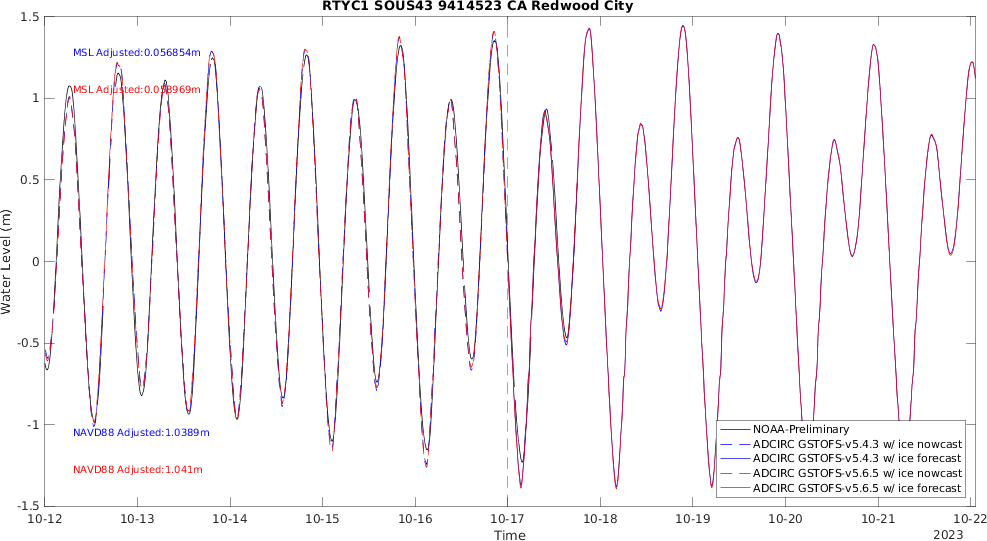 RTYC1 SOUS43 9414523 CA Redwood City
1.5
1
0.5
0
-0.5
-1
-1.5
Water Level (m)
MSL Adjusted:0.056854m
MSL Adjusted:0.058969m
NAVD88 Adjusted:1.0389m
NAVD88 Adjusted:1.041m
NOAA-Preliminary
ADCIRC GSTOFS-v5.4.3 w/ ice nowcast
ADCIRC GSTOFS-v5.4.3 w/ ice forecast
ADCIRC GSTOFS-v5.6.5 w/ ice nowcast
ADCIRC GSTOFS-v5.6.5 w/ ice forecast
10-12 10-13 10-14 10-15 10-16 10-17 10-18 10-19 10-20 10-21 10-22
Time
2023